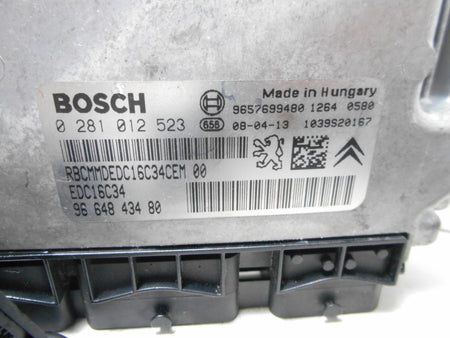 BOSCH
Made in Hungary
9657699480 1264 0580
0 281 012 523 656 08-04-13 1039S20167
RBCMMDEDC16C34CEM 00
EDC16C34
96 648 434 80